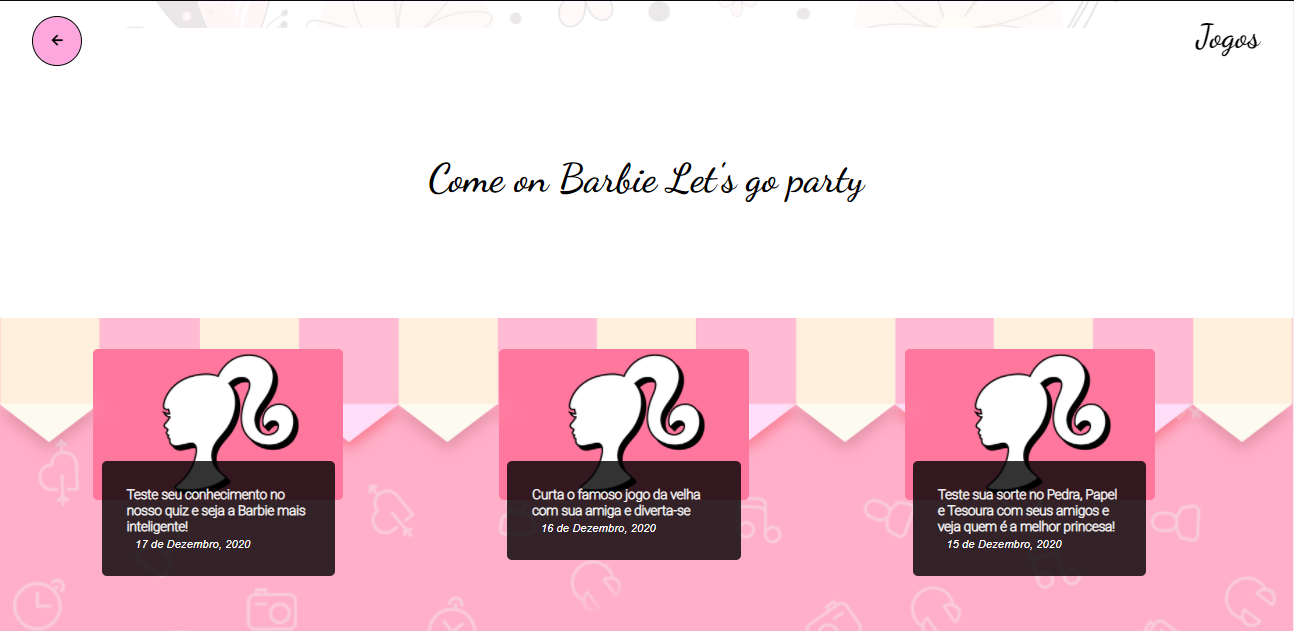 Jogos
Come on Barbie Let's go party
Teste seu conhecimento no
nosso quiz e seja a Barbie mais
inteligente!
17 de Dezembro, 2020
Curta o famoso jogo da velha
com sua amiga e diverta-se
16 de Dezembro, 2020
Teste sua sorte no Pedra, Papel
e Tesoura com seus amigos e
veja quem é a melhor princesa!
15 de Dezembro, 2020